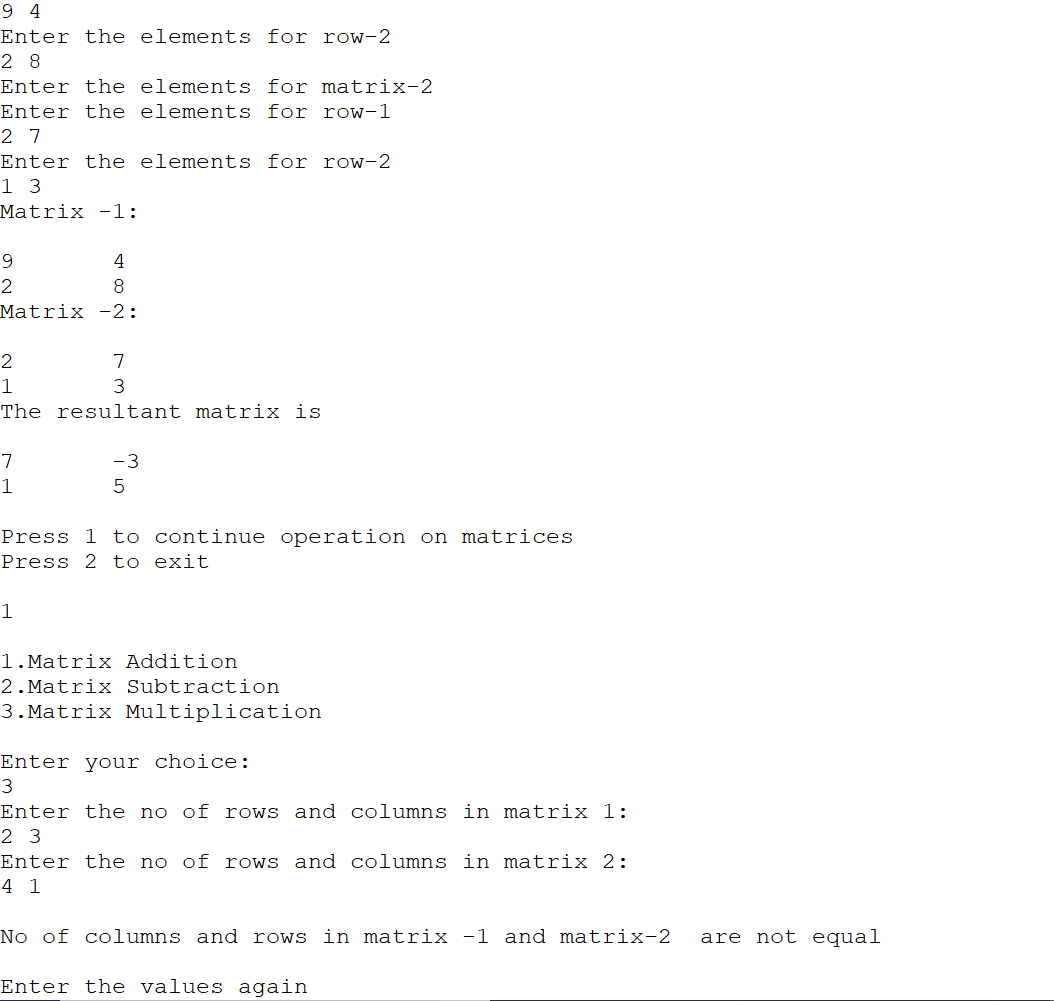 9 4
Enter the elements for row-2
2 8
Enter the elements for matrix-2
Enter the elements for row-1
2 7
Enter the elements for row-2
1 3
Matrix -1:
9 4
2 8
Matrix -2:
2 7
1 3
The resultant matrix is
7 -3
1 5
Press 1 to continue operation on matrices
Press 2 to exit
1
1.Matrix Addition
2.Matrix Subtraction
3.Matrix Multiplication
Enter your choice:
3
Enter the no of rows and columns in matrix 1:
2 3
Enter the no of rows and columns in matrix 2:
4 1
No of columns and rows in matrix -1 and matrix-2  are not equal
Enter the values again